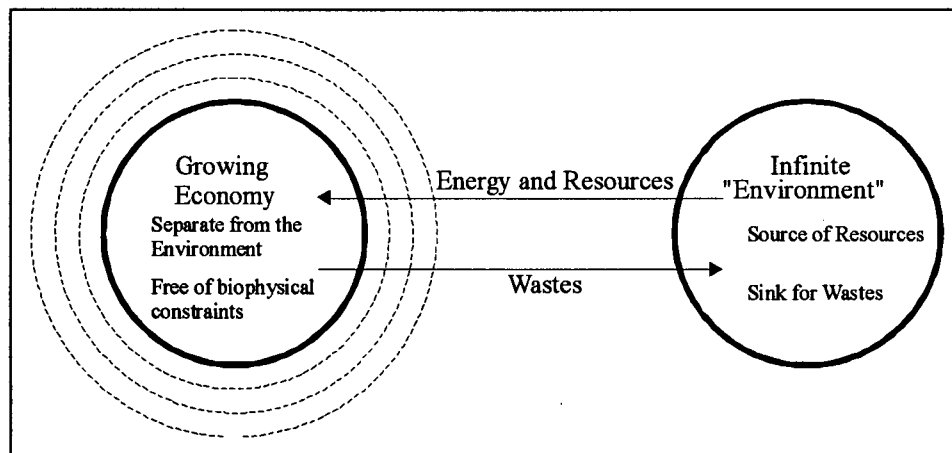 Growing
Economy
Separate from the
Environment
Free of biophysical
constraints
Energy and Resources
Wastes
Infinite
"Environment"
Source of Resources
Sink for Wastes